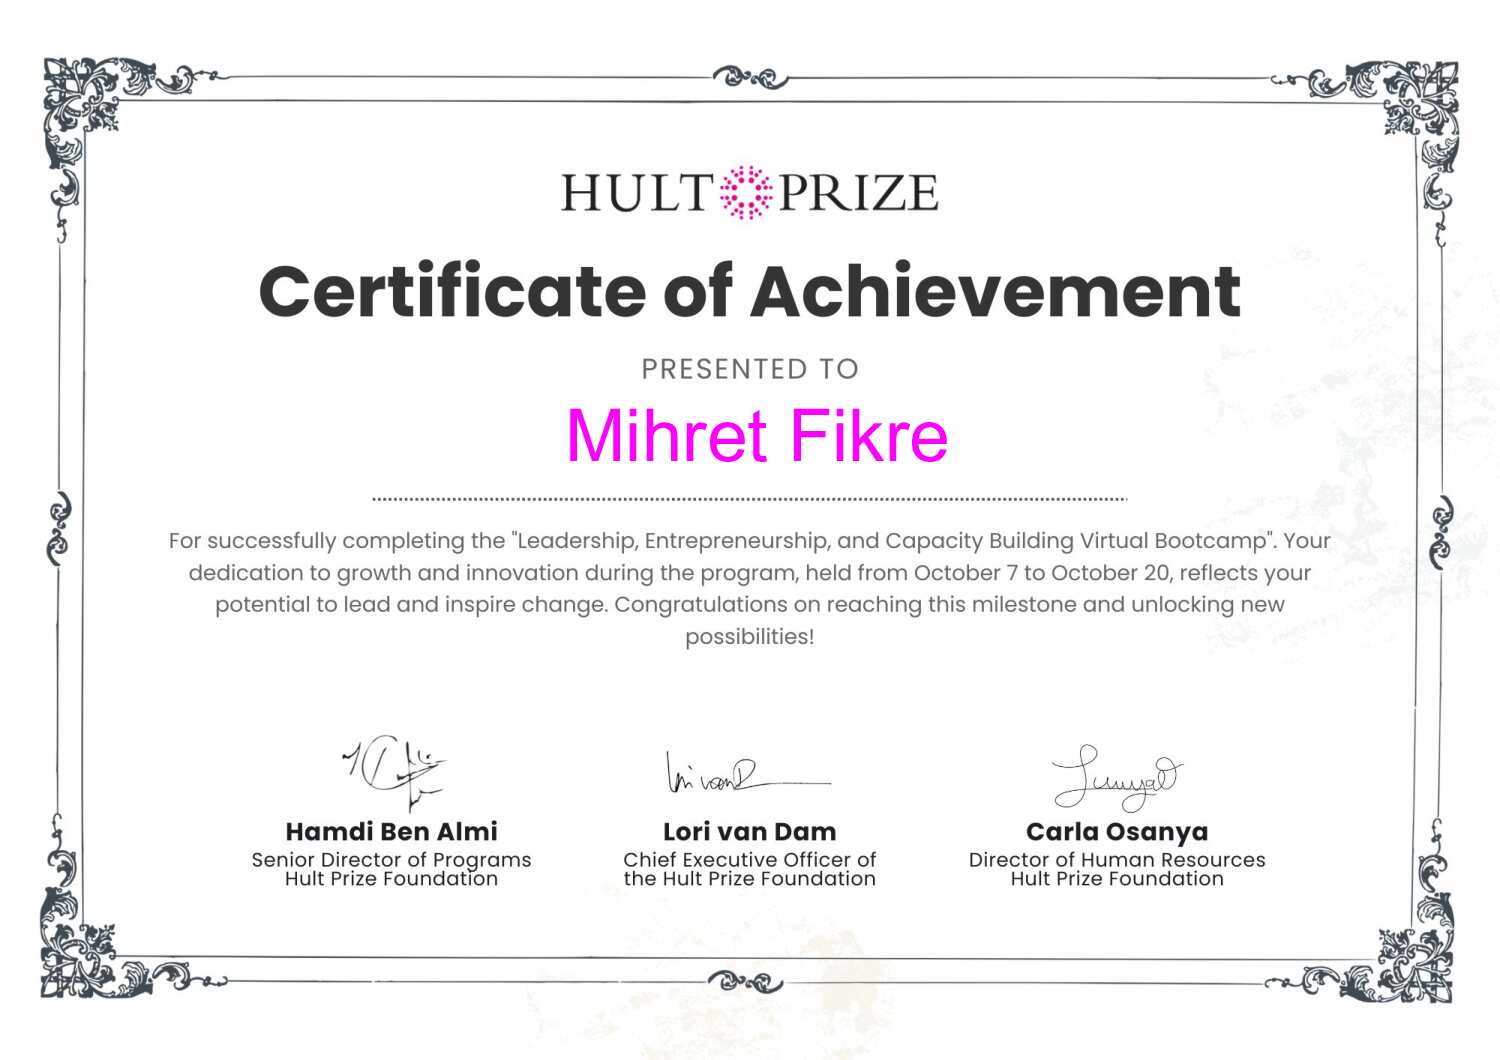 HULT PRIZE
Certificate of Achievement
PRESENTED TO
Mihret Fikre
For successfully completing the "Leadership, Entrepreneurship, and Capacity Building Virtual Bootcamp". Your
dedication to growth and innovation during the program, held from October 7 to October 20, reflects your
potential to lead and inspire change. Congratulations on reaching this milestone and unlocking new
possibilities!
Hamdi Ben Almi
Senior Director of Programs
Hult Prize Foundation
Lori van Dam
Chief Executive Officer of
the Hult Prize Foundation
Carla Osanya
Director of Human Resources
Hult Prize Foundation